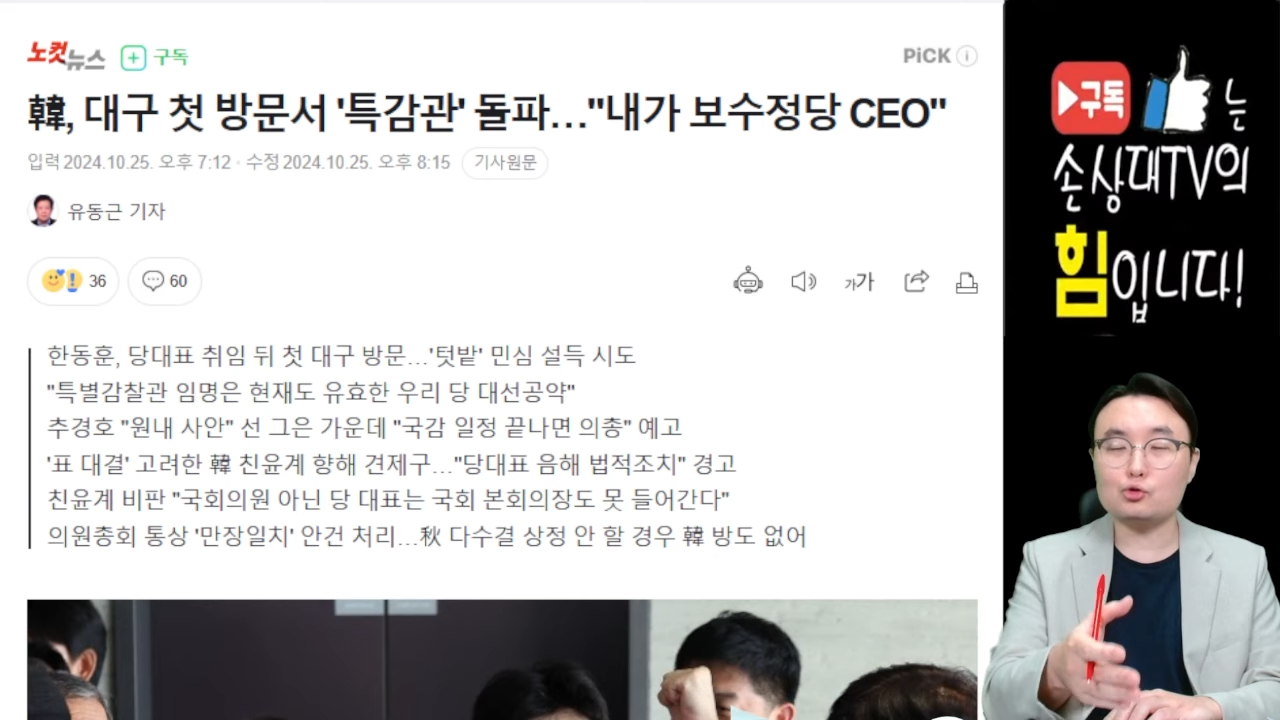 노컷뉴스 구독
PiCK
韓, 대구 첫 방문서 '특감관' 돌파…"내가 보수정당 CEO"
입력 2024.10.25. 오후 7:12 · 수정 2024.10.25. 오후 8:15 기사원문
유동근 기자
36 60
가가
한동훈, 당대표 취임 뒤 첫 대구 방문…'텃밭' 민심 설득 시도
"특별감찰관 임명은 현재도 유효한 우리 당 대선공약"
추경호 "원내 사안" 선 그은 가운데 "국감 일정 끝나면 의총" 예고
'표 대결' 고려한 韓 친윤계 향해 견제구…"당대표 음해 법적조치" 경고
친윤계 비판 "국회의원 아닌 당 대표는 국회 본회의장도 못 들어간다"
의원총회 통상 '만장일치' 안건 처리…秋 다수결 상정 안 할 경우 韓 방도 없어
구독 는
손상대TV의
힘입니다!